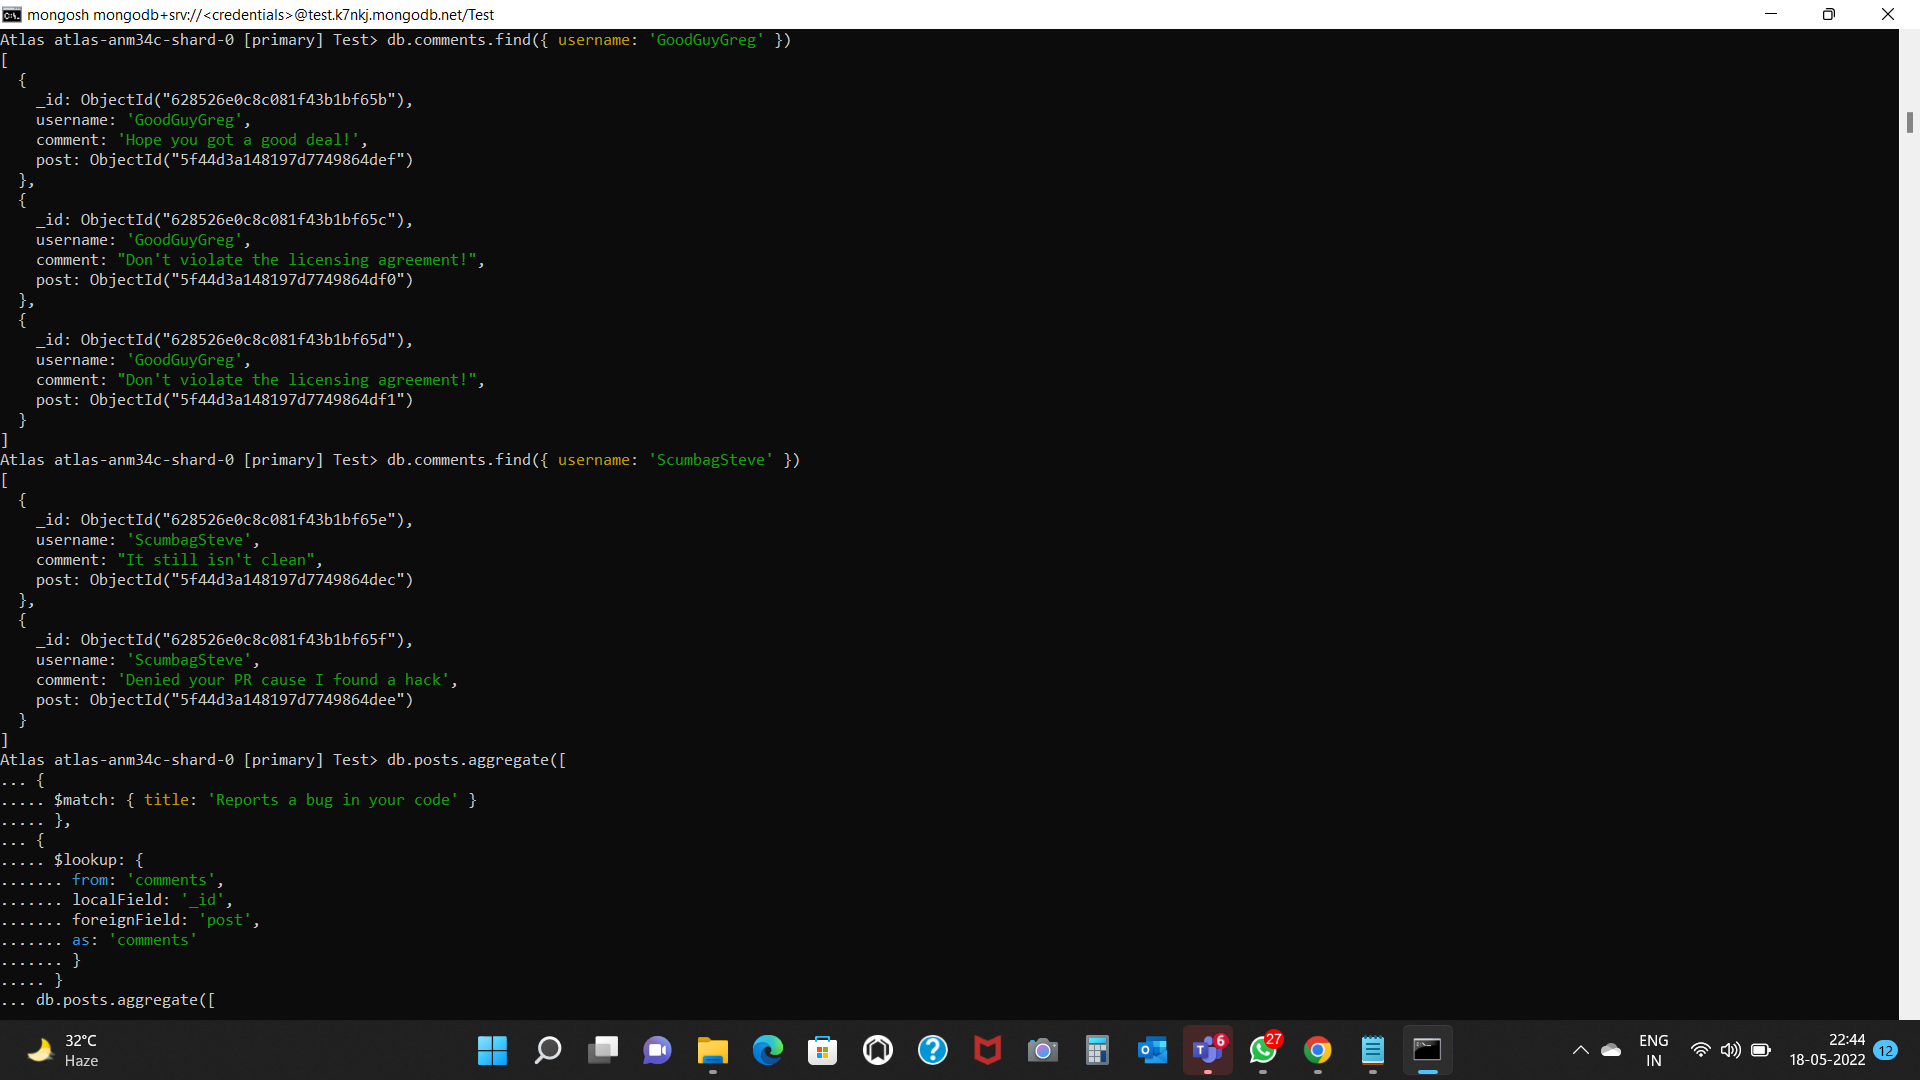 mongosh mongodb+srv://<credentials>@test.k7nkj.mongodb.net/Test
Atlas atlas-anm34c-shard-0 [primary] Test> db.comments.find({ username: 'GoodGuyGreg' })
[
  {
    _id: ObjectId("628526e0c8c081f43b1bf65b"),
    username: 'GoodGuyGreg',
    comment: 'Hope you got a good deal!',
    post: ObjectId("5f44d3a148197d7749864def")
  },
  {
    _id: ObjectId("628526e0c8c081f43b1bf65c"),
    username: 'GoodGuyGreg',
    comment: "Don't violate the licensing agreement!",
    post: ObjectId("5f44d3a148197d7749864df0")
  },
  {
    _id: ObjectId("628526e0c8c081f43b1bf65d"),
    username: 'GoodGuyGreg',
    comment: "Don't violate the licensing agreement!",
    post: ObjectId("5f44d3a148197d7749864df1")
  }
]
Atlas atlas-anm34c-shard-0 [primary] Test> db.comments.find({ username: 'ScumbagSteve' })
[
  {
    _id: ObjectId("628526e0c8c081f43b1bf65e"),
    username: 'ScumbagSteve',
    comment: "It still isn't clean",
    post: ObjectId("5f44d3a148197d7749864dec")
  },
  {
    _id: ObjectId("628526e0c8c081f43b1bf65f"),
    username: 'ScumbagSteve',
    comment: 'Denied your PR cause I found a hack',
    post: ObjectId("5f44d3a148197d7749864dee")
  }
]
Atlas atlas-anm34c-shard-0 [primary] Test> db.posts.aggregate([
... {
..... $match: { title: 'Reports a bug in your code' }
..... },
... {
..... $lookup: {
....... from: 'comments',
....... localField: '_id',
....... foreignField: 'post',
....... as: 'comments'
....... }
..... }
... db.posts.aggregate([
32°C
Haze
6
27
ENG
IN
22:44
18-05-2022
12